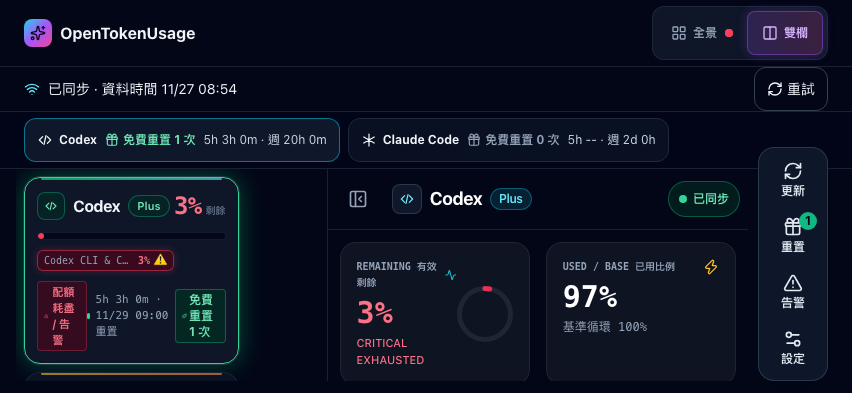 OpenTokenUsage
全景
雙欄
已同步 · 資料時間 11/27 08:54
重試
Codex 免費重置 1 次 5h 3h 0m · 週 20h 0m
Claude Code 免費重置 0 次 5h -- · 週 2d 0h
Codex Plus 3% 剩餘
Codex CLI & C… 3%
配額
耗盡
/ 告
警
5h 3h 0m ·
11/29 09:00
重置
免費
重置
1 次
Codex Plus
已同步
REMAINING 有效
剩餘
3%
CRITICAL
EXHAUSTED
USED / BASE 已用比例
97%
基準循環 100%
更新
1
重置
告警
設定